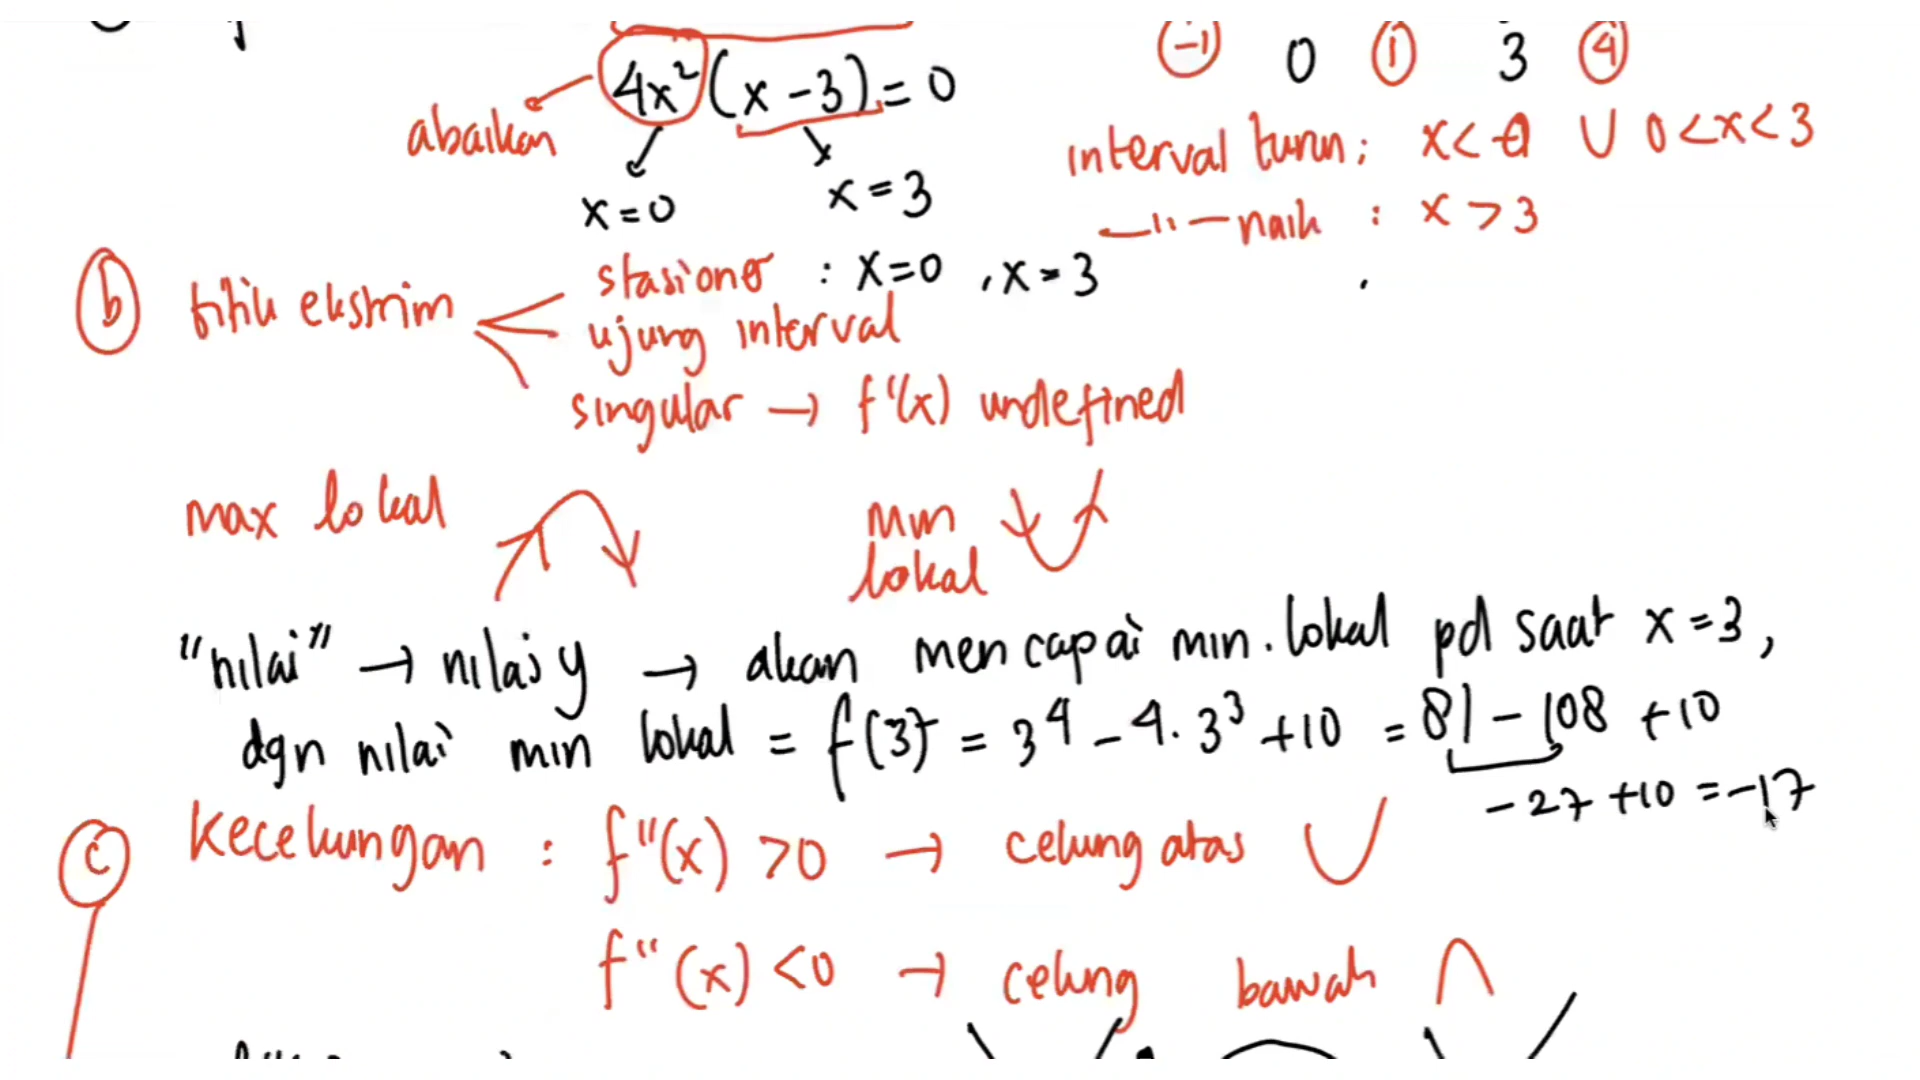 4x² (x - 3) = 0
abaikan
x = 0
x = 3
-1 0 1 3 4
interval turun : x < 0 ∪ 0 < x < 3
—"— naik : x > 3
b titik ekstrim
stasioner : x = 0 , x = 3
ujung interval
singular → f'(x) undefined
max lokal
min lokal
"nilai" → nilai y → akan mencapai min. lokal pd saat x = 3,
dgn nilai min lokal = f(3) = 3⁴ - 4. 3³ + 10 = 81 - 108 + 10
-27 + 10 = -17
c kecekungan : f"(x) > 0 → cekung atas
f"(x) < 0 → cekung bawah